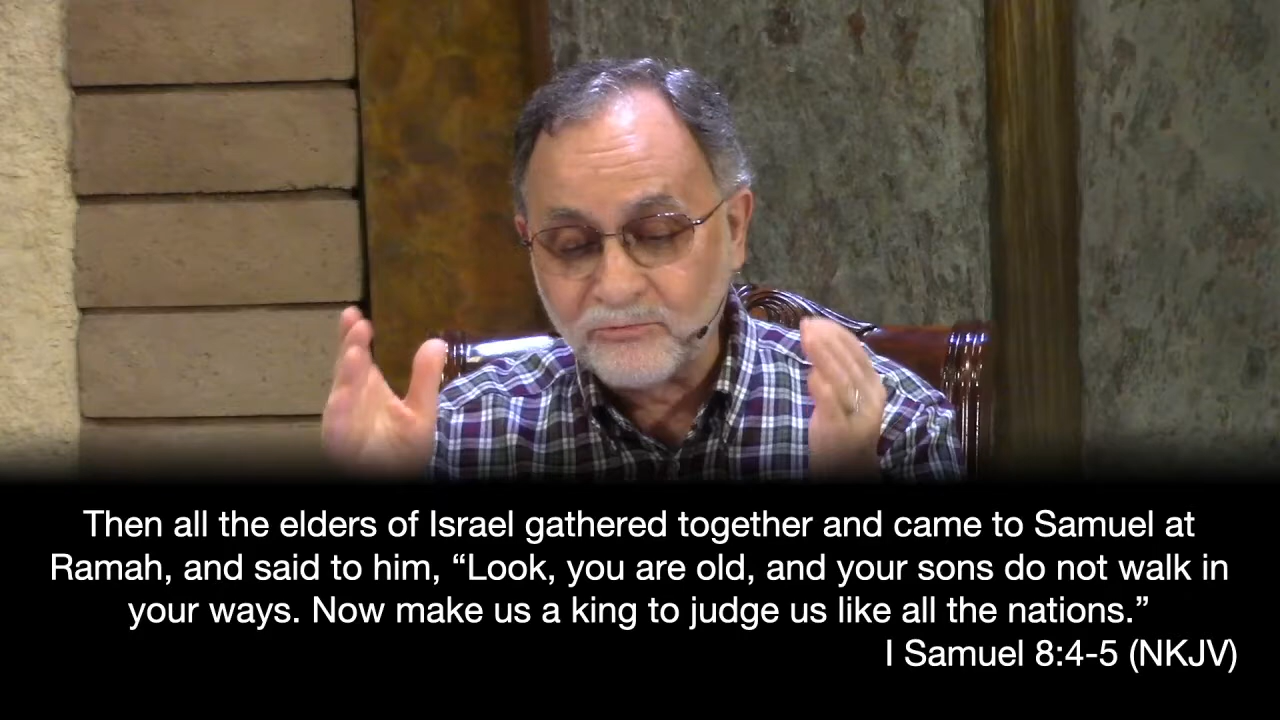 Then all the elders of Israel gathered together and came to Samuel at
Ramah, and said to him, “Look, you are old, and your sons do not walk in
your ways. Now make us a king to judge us like all the nations.”
I Samuel 8:4-5 (NKJV)